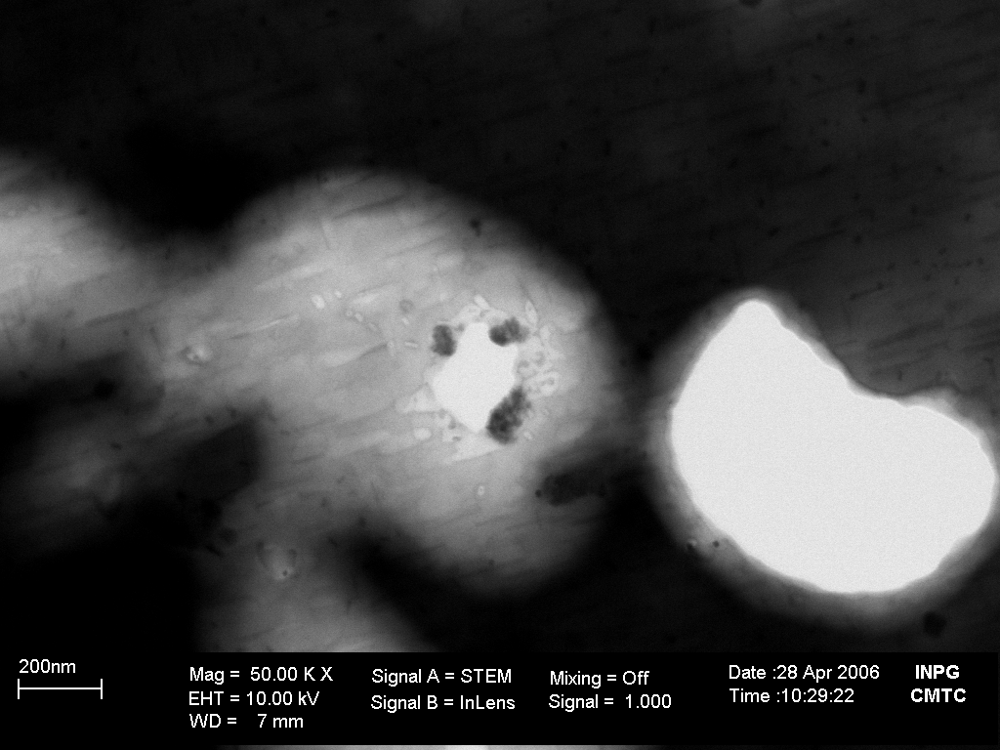 200nm
Mag = 50.00 K X
EHT = 10.00 kV
WD = 7 mm
Signal A = STEM
Signal B = InLens
Mixing = Off
Signal = 1.000
Date :28 Apr 2006
Time :10:29:22
INPG
CMTC